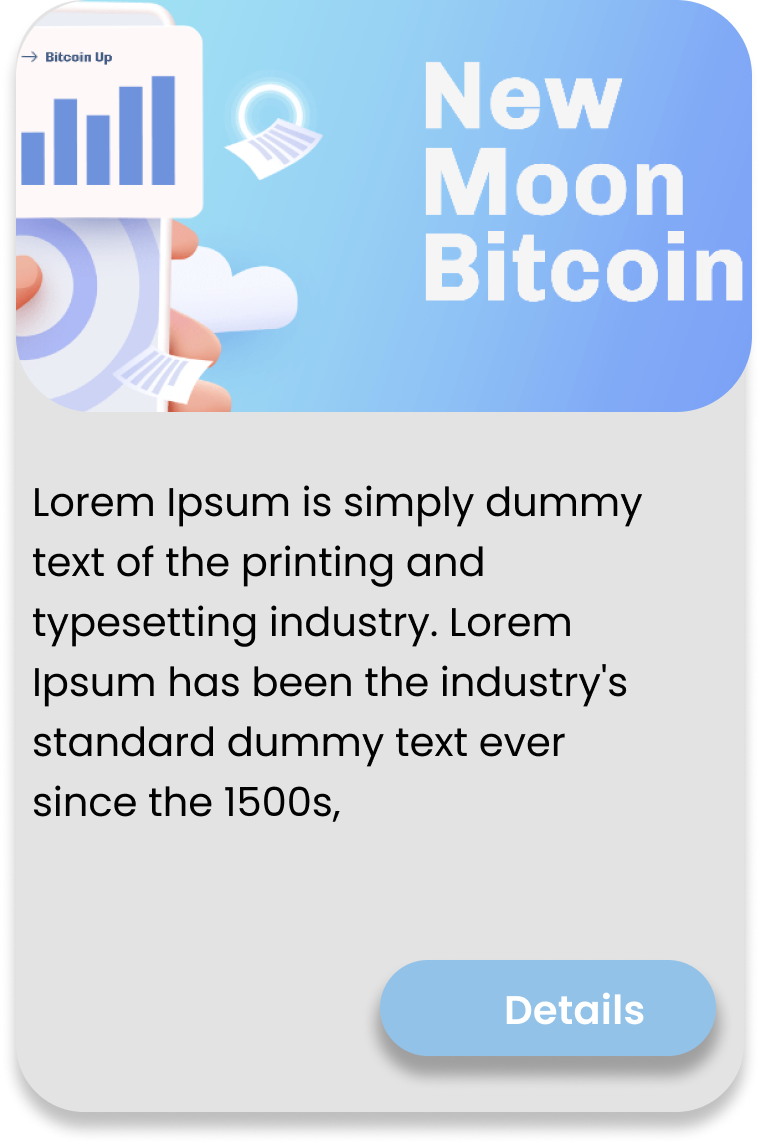 → Bitcoin Up
New
Moon
Bitcoin
Lorem Ipsum is simply dummy
text of the printing and
typesetting industry. Lorem
Ipsum has been the industry's
standard dummy text ever
since the 1500s,
Details